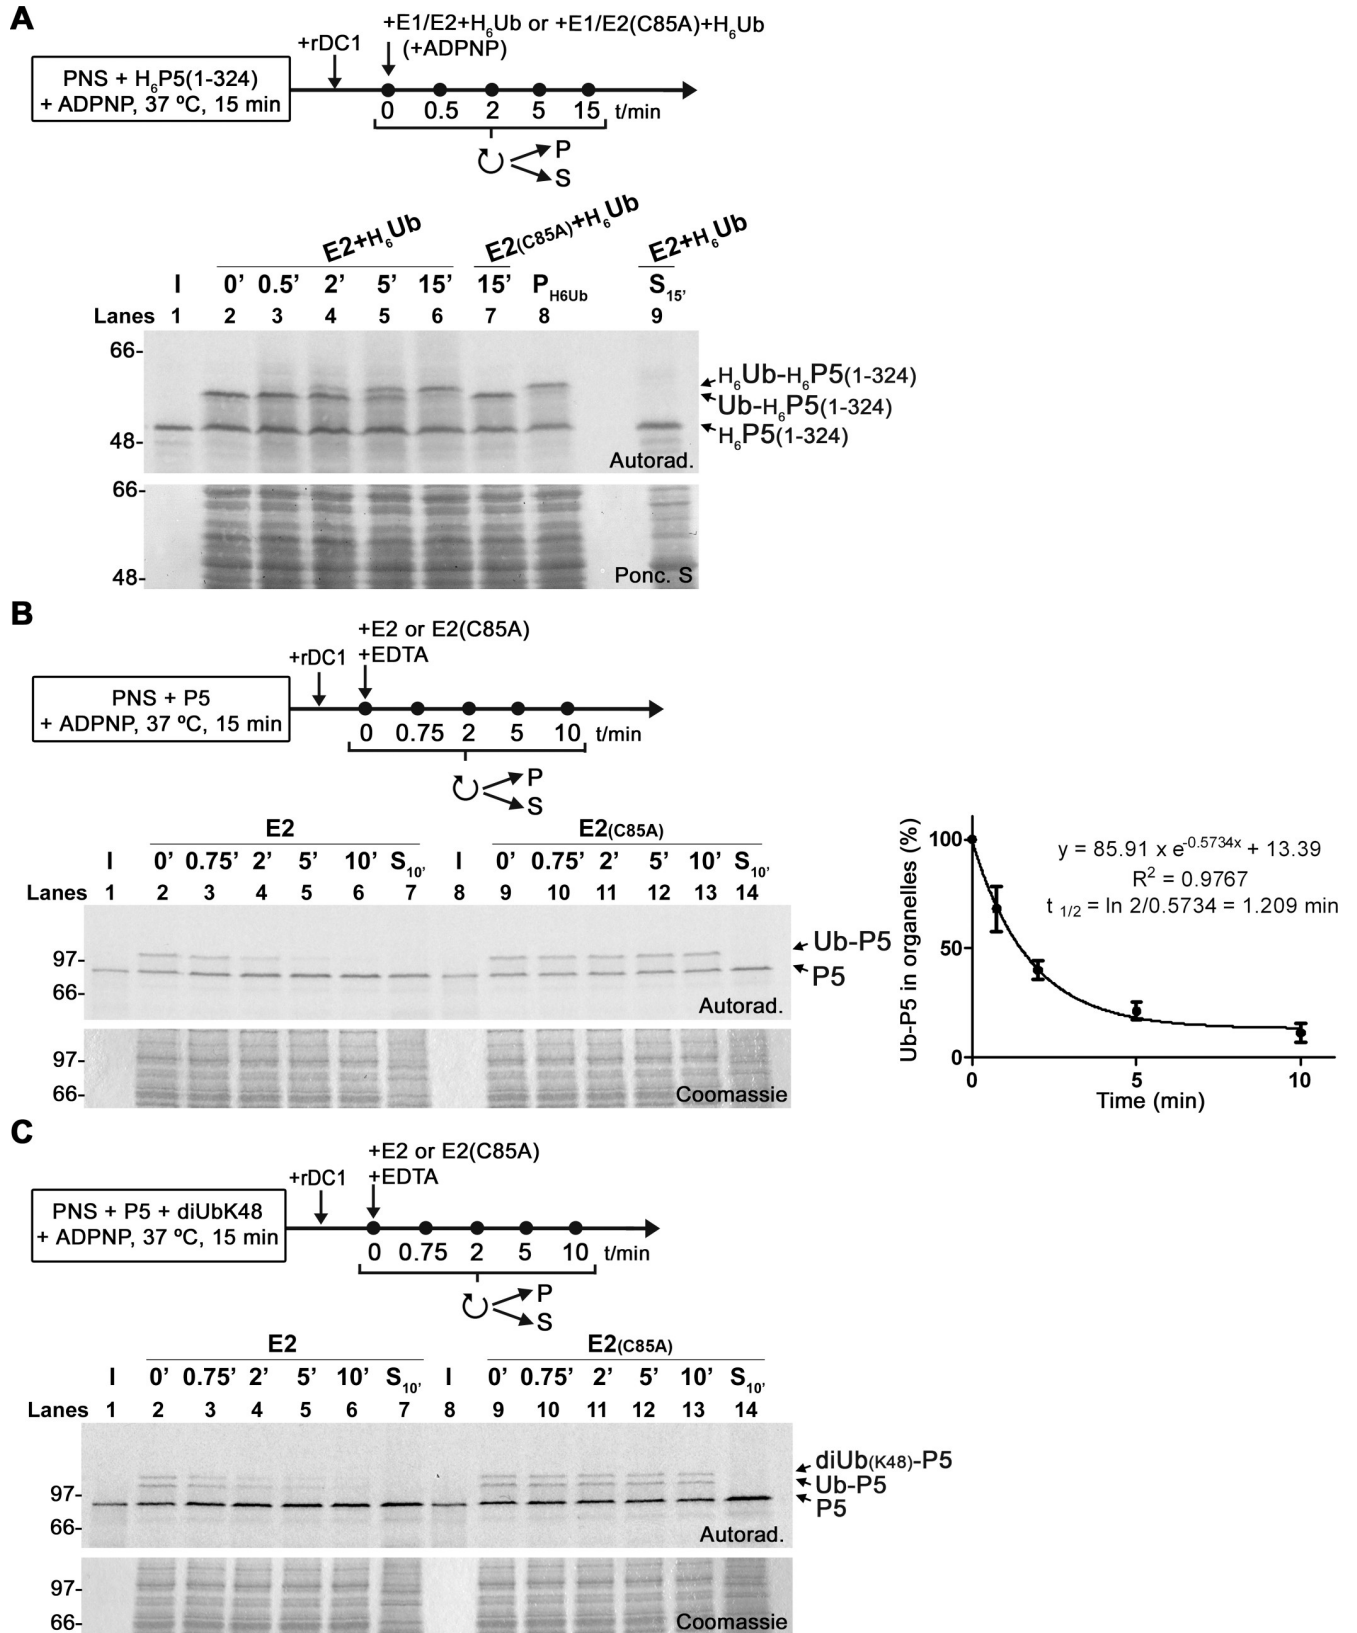 A
+E1/E2+H6Ub or +E1/E2(C85A)+H6Ub
+rDC1
(+ADPNP)
PNS + H6P5(1-324)
+ ADPNP, 37 ºC, 15 min
0 0.5 2 5 15 t/min
P
S
E2+H6Ub E2(C85A)+H6Ub E2+H6Ub
I 0’ 0.5’ 2’ 5’ 15’ 15’ PH6Ub S15’
Lanes 1 2 3 4 5 6 7 8 9
66-
H6Ub-H6P5(1-324)
Ub-H6P5(1-324)
H6P5(1-324)
48-
Autorad.
66-
48-
Ponc. S
B
+E2 or E2(C85A)
+rDC1 +EDTA
PNS + P5
+ ADPNP, 37 ºC, 15 min
0 0.75 2 5 10 t/min
P
S
E2 E2(C85A)
I 0’ 0.75’ 2’ 5’ 10’ S10’ I 0’ 0.75’ 2’ 5’ 10’ S10’
Lanes 1 2 3 4 5 6 7 8 9 10 11 12 13 14
Ub-P5
97-
P5
66-
Autorad.
97-
66-
Coomassie
Ub-P5 in organelles (%)
100
50
0
y = 85.91 x e-0.5734x + 13.39
R2 = 0.9767
t 1/2 = ln 2/0.5734 = 1.209 min
0 5 10
Time (min)
C
+E2 or E2(C85A)
+rDC1 +EDTA
PNS + P5 + diUbK48
+ ADPNP, 37 ºC, 15 min
0 0.75 2 5 10 t/min
P
S
E2 E2(C85A)
I 0’ 0.75’ 2’ 5’ 10’ S10’ I 0’ 0.75’ 2’ 5’ 10’ S10’
Lanes 1 2 3 4 5 6 7 8 9 10 11 12 13 14
diUb(K48)-P5
Ub-P5
97-
P5
66-
Autorad.
97-
66-
Coomassie